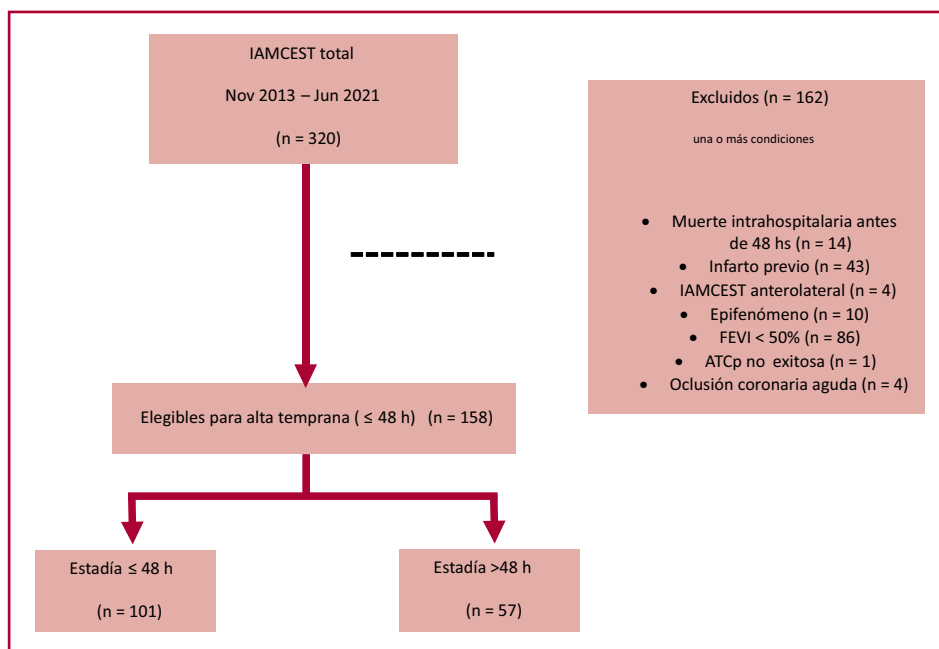 IAMCEST total
Nov 2013 – Jun 2021
(n = 320)
Excluidos (n = 162)
una o más condiciones
• Muerte intrahospitalaria antes
de 48 hs (n = 14)
• Infarto previo (n = 43)
• IAMCEST anterolateral (n = 4)
• Epifenómeno (n = 10)
• FEVI < 50% (n = 86)
• ATCp no exitosa (n = 1)
• Oclusión coronaria aguda (n = 4)
Elegibles para alta temprana ( ≤ 48 h) (n = 158)
Estadía ≤ 48 h
(n = 101)
Estadía >48 h
(n = 57)